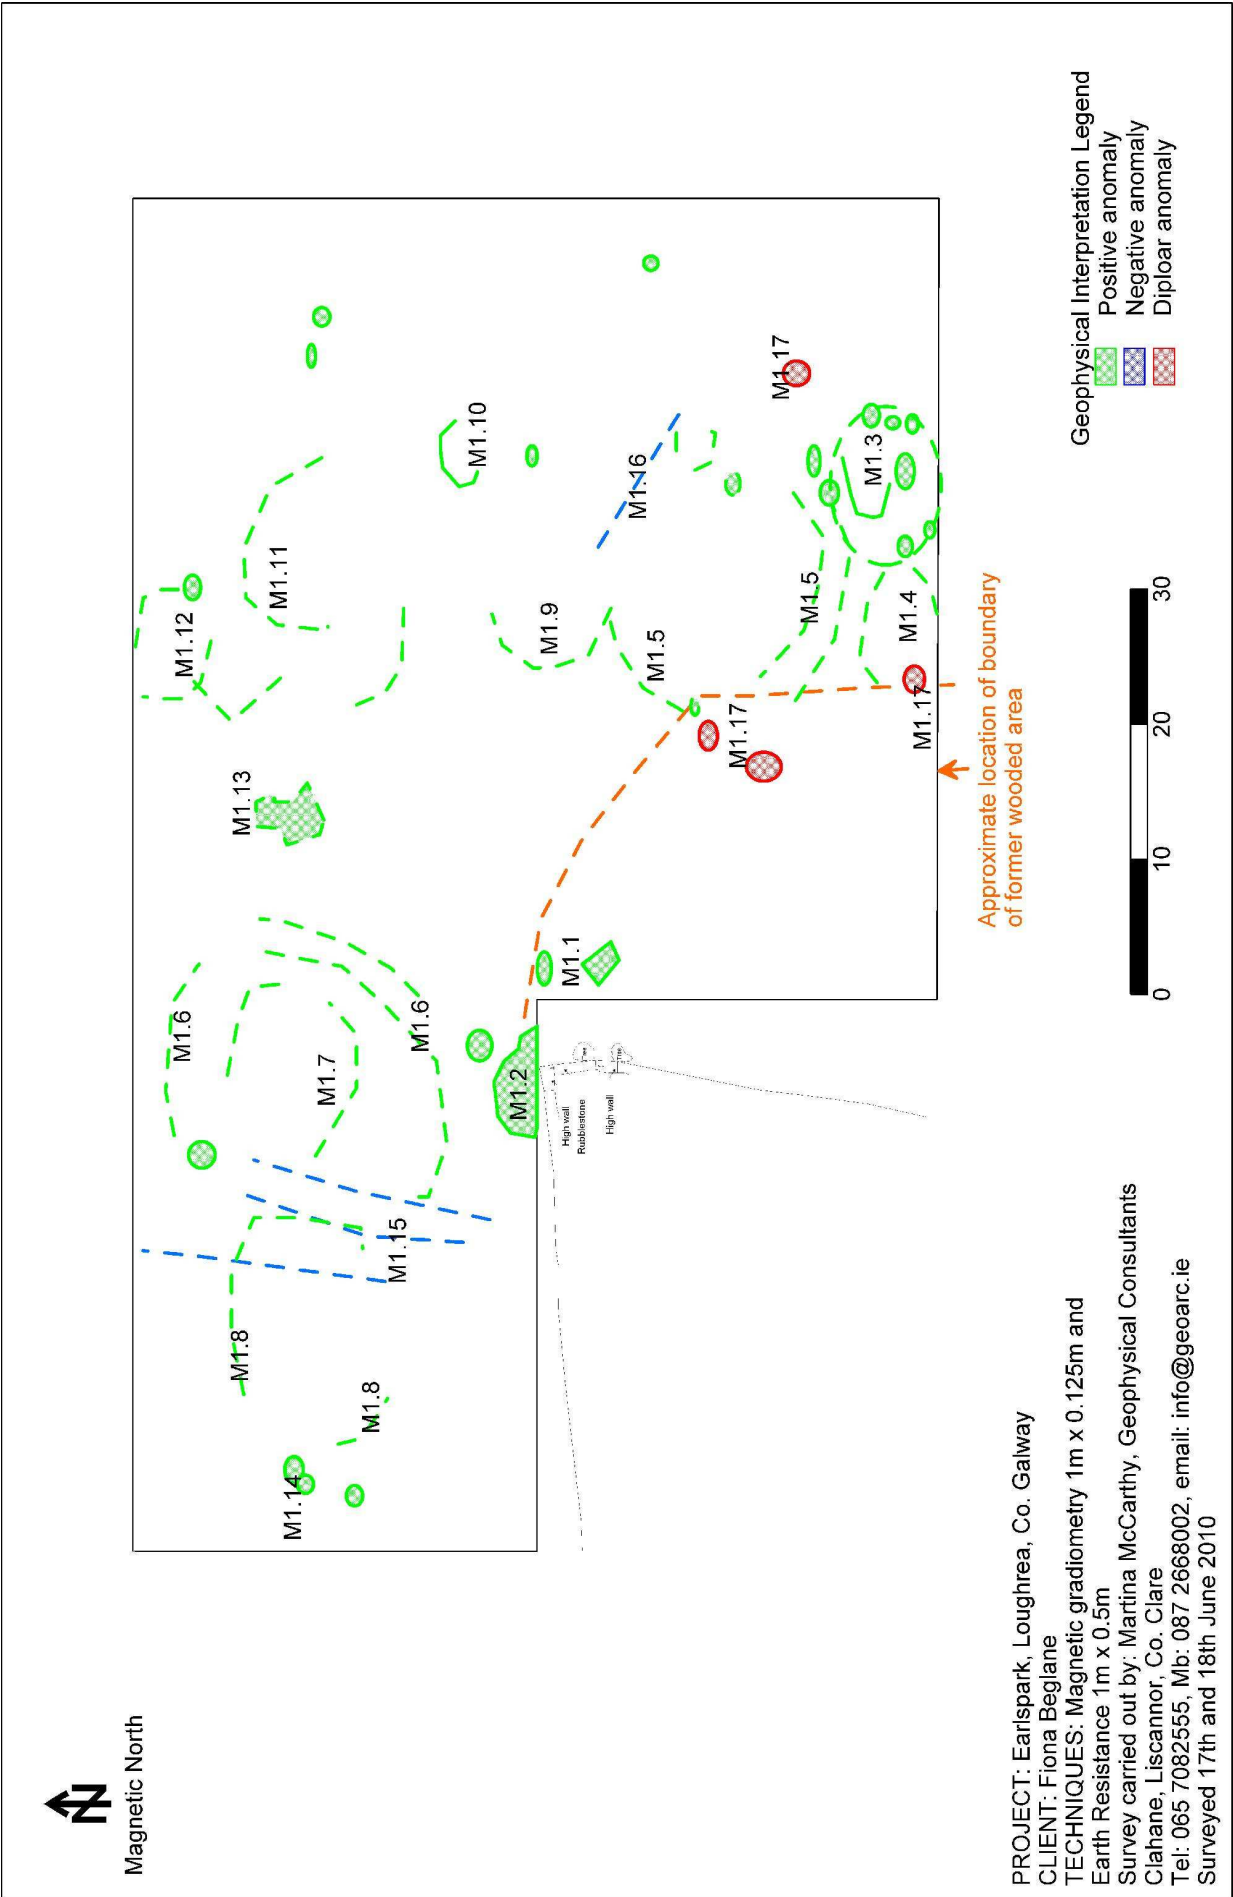 N
Magnetic North
M1.12
M1.11
M1.10
M1.13
M1.6
M1.7
M1.6
M1.8
M1.15
M1.8
M1.14
M1.9
M1.16
M1.5
M1.5
M1.17
M1.17
M1.3
M1.4
M1.17
M1.1
M1.2
High wall
Rubblestone
High wall
Tree
Tree
Approximate location of boundary
of former wooded area
0
10
20
30
Geophysical Interpretation Legend
Positive anomaly
Negative anomaly
Diploar anomaly
PROJECT: Earlspark, Loughrea, Co. Galway
CLIENT: Fiona Beglane
TECHNIQUES: Magnetic gradiometry 1m x 0.125m and
Earth Resistance 1m x 0.5m
Survey carried out by: Martina McCarthy, Geophysical Consultants
Clahane, Liscannor, Co. Clare
Tel: 065 7082555, Mb: 087 2668002, email: info@geoarc.ie
Surveyed 17th and 18th June 2010